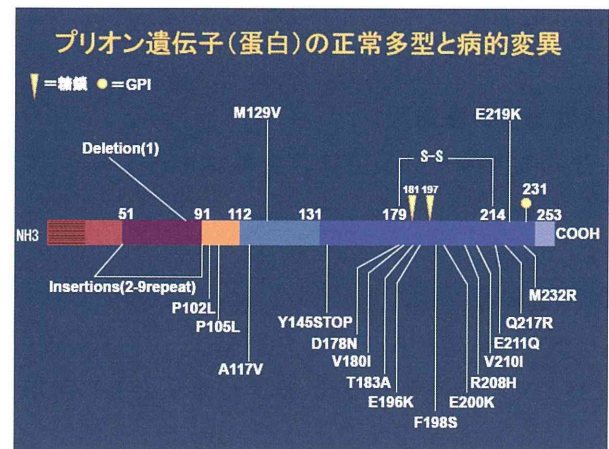 プリオン遺伝子(蛋白)の正常多型と病的変異
=糖鎖 =GPI
M129V
E219K
Deletion(1)
S-S
181 197
231
51 91 112 131 179 214 253
NH3
COOH
Insertions(2-9repeat)
P102L
P105L
A117V
Y145STOP
D178N
V180I
T183A
E196K
F198S
E200K
R208H
V210I
E211Q
Q217R
M232R